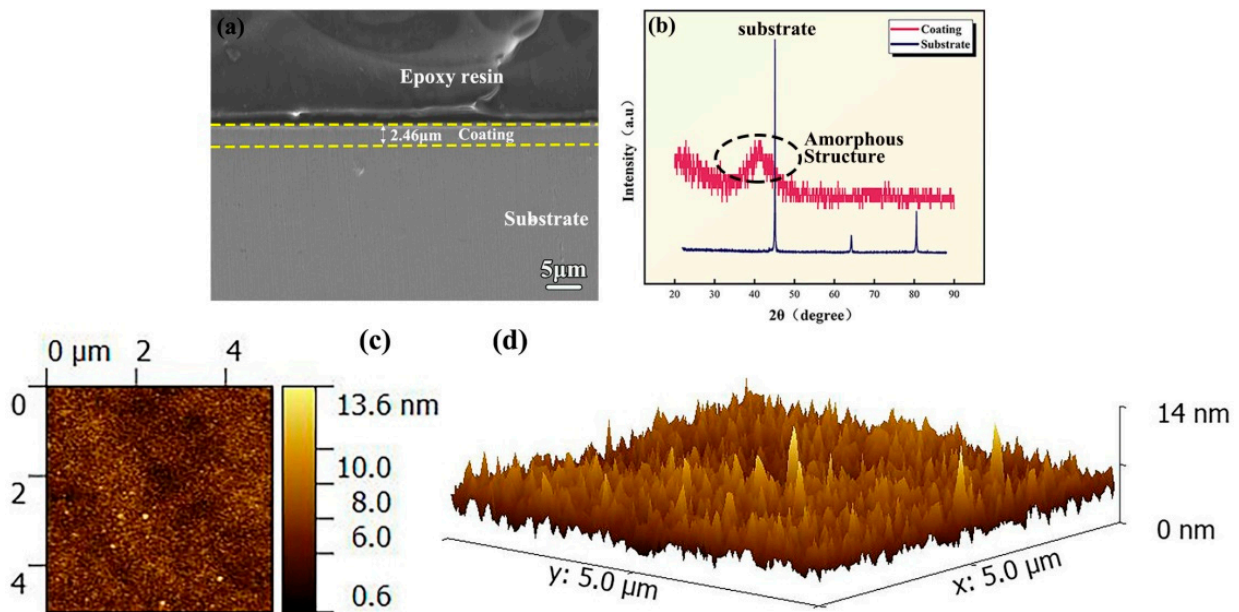 (a)
Epoxy resin
2.46μm Coating
Substrate
5μm
(b)
substrate
Coating
Substrate
Amorphous
Structure
Intensity（a.u）
20 30 40 50 60 70 80 90
2θ（degree）
(c)
0 μm 2 4
0
2
4
13.6 nm
10.0
8.0
6.0
0.6
(d)
14 nm
0 nm
y: 5.0 μm
x: 5.0 μm